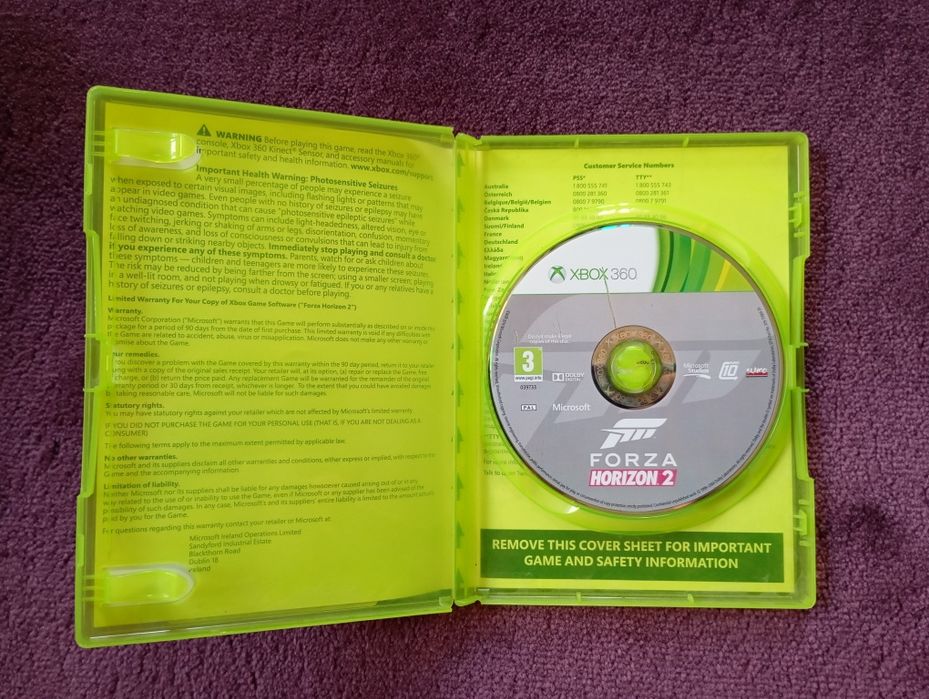 WARNING Before playing this game, read the Xbox 360®
console, Xbox 360 Kinect® Sensor, and accessory manuals for
important safety and health information. www.xbox.com/support.
Important Health Warning: Photosensitive Seizures
A very small percentage of people may experience a seizure
when exposed to certain visual images, including flashing lights or patterns that may
appear in video games. Even people with no history of seizures or epilepsy may have
an undiagnosed condition that can cause "photosensitive epileptic seizures" while
watching video games. Symptoms can include light-headedness, altered vision, eye or
face twitching, jerking or shaking of arms or legs, disorientation, confusion, momentary
loss of awareness, and loss of consciousness or convulsions that can lead to injury from
falling down or striking nearby objects. Immediately stop playing and consult a doctor
if you experience any of these symptoms. Parents, watch for or ask children about
these symptoms — children and teenagers are more likely to experience these seizures.
The risk may be reduced by being farther from the screen; using a smaller screen; playing
in a well-lit room, and not playing when drowsy or fatigued. If you or any relatives have a
history of seizures or epilepsy, consult a doctor before playing.
Limited Warranty For Your Copy of Xbox Game Software ("Forza Horizon 2")
Warranty.
Microsoft Corporation ("Microsoft") warrants that this Game will perform substantially as described on or inside this
package for a period of 90 days from the date of first purchase. This limited warranty is void if any difficulties with
the Game are related to accident, abuse, virus or misapplication. Microsoft does not make any other warranty or
promise about the Game.
Your remedies.
If you discover a problem with the Game covered by this warranty within the 90 day period, return it to your retailer
along with a copy of the original sales receipt. Your retailer will, at its option, (a) repair or replace the Game, free
of charge, or (b) return the price paid. Any replacement Game will be warranted for the remainder of the original
warranty period or 30 days from receipt, whichever is longer. To the extent that you could have avoided damages
by taking reasonable care, Microsoft will not be liable for such damages.
Statutory rights.
You may have statutory rights against your retailer which are not affected by Microsoft's limited warranty
IF YOU DID NOT PURCHASE THE GAME FOR YOUR PERSONAL USE (THAT IS, IF YOU ARE NOT DEALING AS A
CONSUMER)
The following terms apply to the maximum extent permitted by applicable law.
No other warranties.
Microsoft and its suppliers disclaim all other warranties and conditions, either express or implied, with respect to the
Game and the accompanying information.
Limitation of liability.
Neither Microsoft nor its suppliers shall be liable for any damages howsoever caused arising out of or in any
way related to the use of or inability to use the Game, even if Microsoft or any supplier has been advised of the
possibility of such damages. In any case, Microsoft's and its suppliers' entire liability is limited to the amount actually
paid by you for the Game.
For questions regarding this warranty contact your retailer or Microsoft at:
Microsoft Ireland Operations Limited
Sandyford Industrial Estate
Blackthorn Road
Dublin 18
Ireland
Customer Service Numbers
PSS* TTY**
Australia 1 800 555 741 1 800 555 743
Österreich 0800 281 360 0800 281 361
Belgique/België/Belgien 0800 7 9790 0800 7 9791
Česká Republika
Danmark
Suomi/Finland
France
Deutschland
Ελλάδα
XBOX 360
Do not make illegal
copies of this disc.
3
www.pegi.info
DOLBY
DIGITAL
Microsoft
Studios
PAL
Microsoft
FORZA
HORIZON 2
REMOVE THIS COVER SHEET FOR IMPORTANT
GAME AND SAFETY INFORMATION